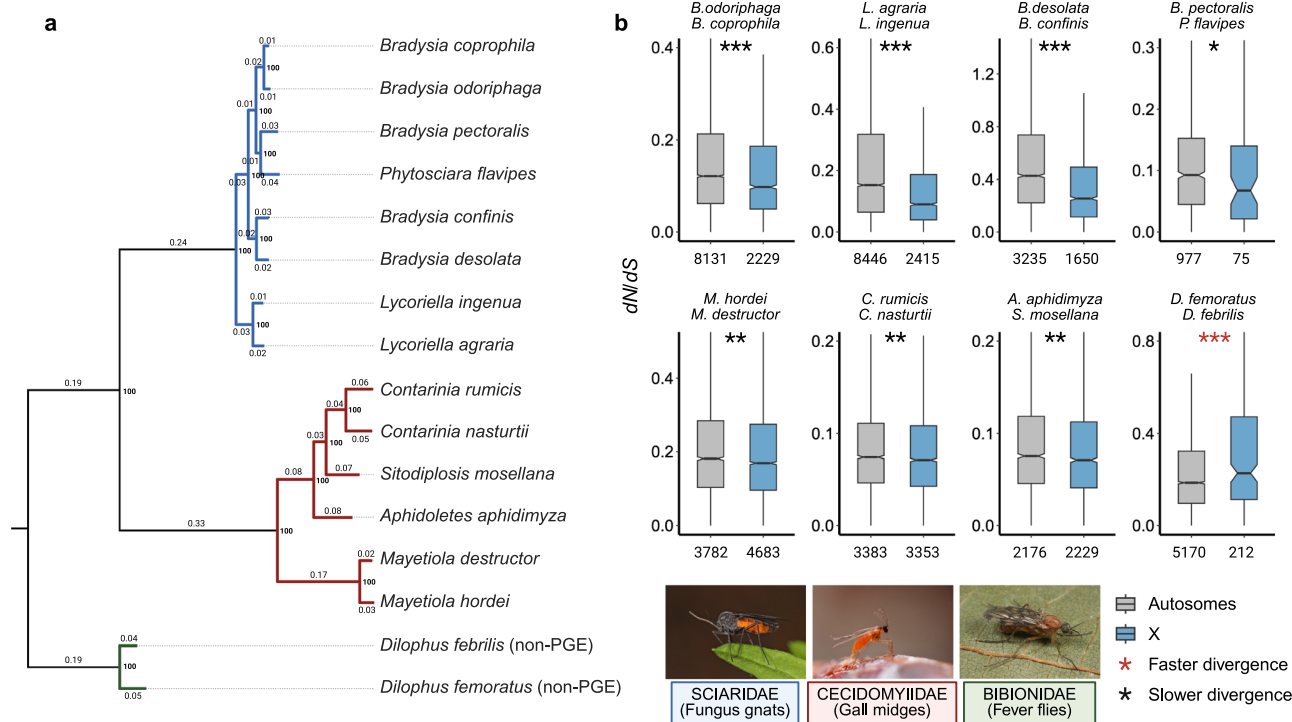 a
Bradysia coprophila
Bradysia odoriphaga
Bradysia pectoralis
Phytosciara flavipes
Bradysia confinis
Bradysia desolata
Lycoriella ingenua
Lycoriella agraria
Contarinia rumicis
Contarinia nasturtii
Sitodiplosis mosellana
Aphidoletes aphidimyza
Mayetiola destructor
Mayetiola hordei
Dilophus febrilis (non-PGE)
Dilophus femoratus (non-PGE)
0.01
0.02
100
0.01
0.01
100
0.03
0.01
100
100
0.04
0.03
0.03
0.02
100
0.02
100
0.01
0.03
100
0.02
0.24
0.19
100
0.06
0.04
100
0.05
0.03
100
0.07
0.08
100
0.08
0.33
100
0.02
0.17
100
0.03
0.04
0.19
100
0.05
b
dN/dS
B.odoriphaga
B. coprophila
***
0.4
0.2
0.0
8131 2229
L. agraria
L. ingenua
***
0.6
0.4
0.2
0.0
8446 2415
B.desolata
B. confinis
***
1.2
0.8
0.4
0.0
3235 1650
B. pectoralis
P. flavipes
*
0.3
0.2
0.1
0.0
977 75
M. hordei
M. destructor
**
0.4
0.2
0.0
3782 4683
C. rumicis
C. nasturtii
**
0.2
0.1
0.0
3383 3353
A. aphidimyza
S. mosellana
**
0.2
0.1
0.0
2176 2229
D. femoratus
D. febrilis
***
0.8
0.4
0.0
5170 212
SCIARIDAE
(Fungus gnats)
CECIDOMYIIDAE
(Gall midges)
BIBIONIDAE
(Fever flies)
Autosomes
X
* Faster divergence
* Slower divergence